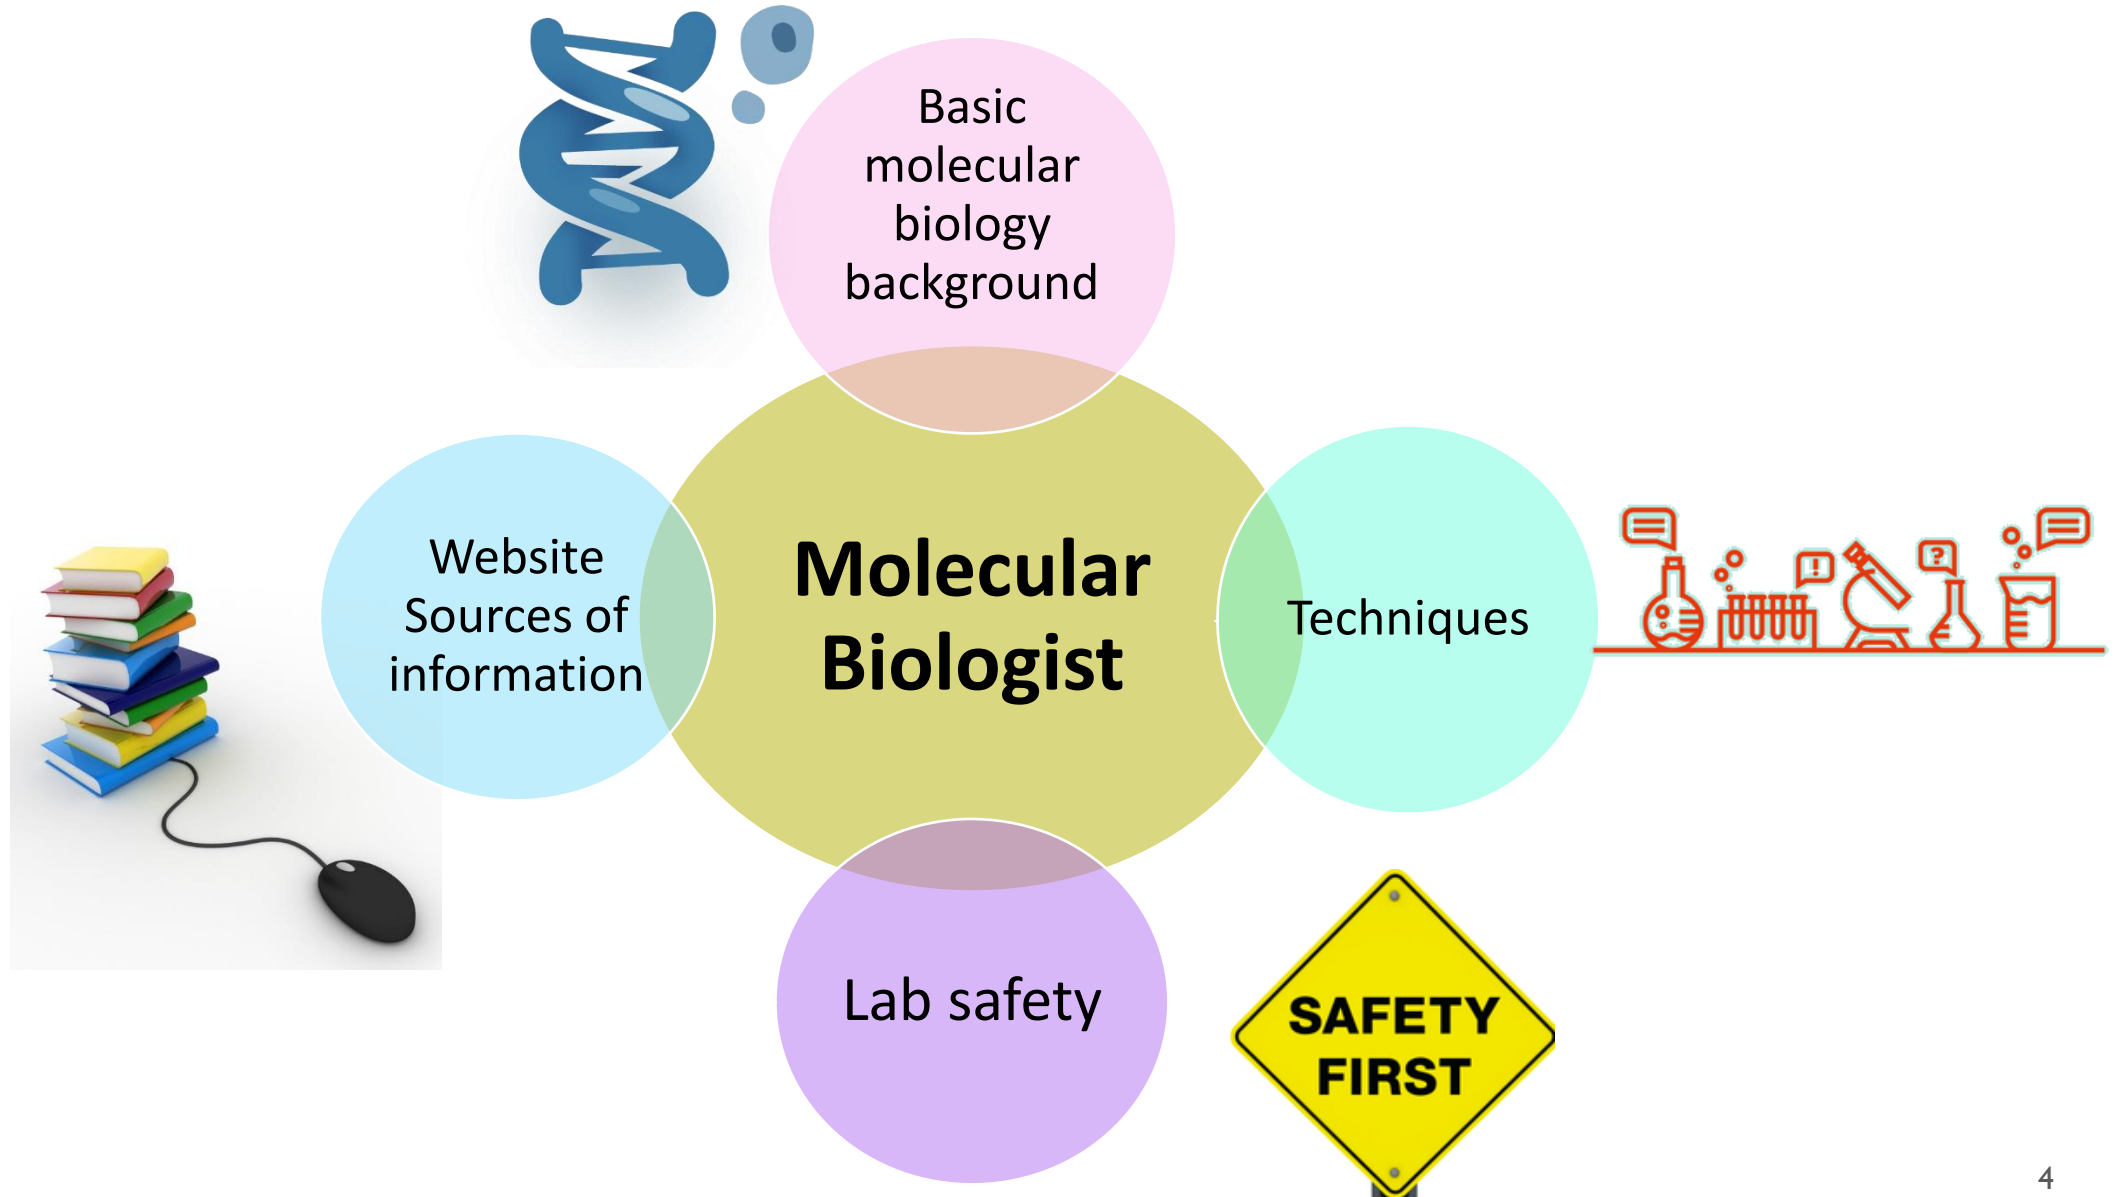 Basic
molecular
biology
background
Website
Sources of
information
Molecular
Biologist
Techniques
!
?
Lab safety
SAFETY
FIRST
4